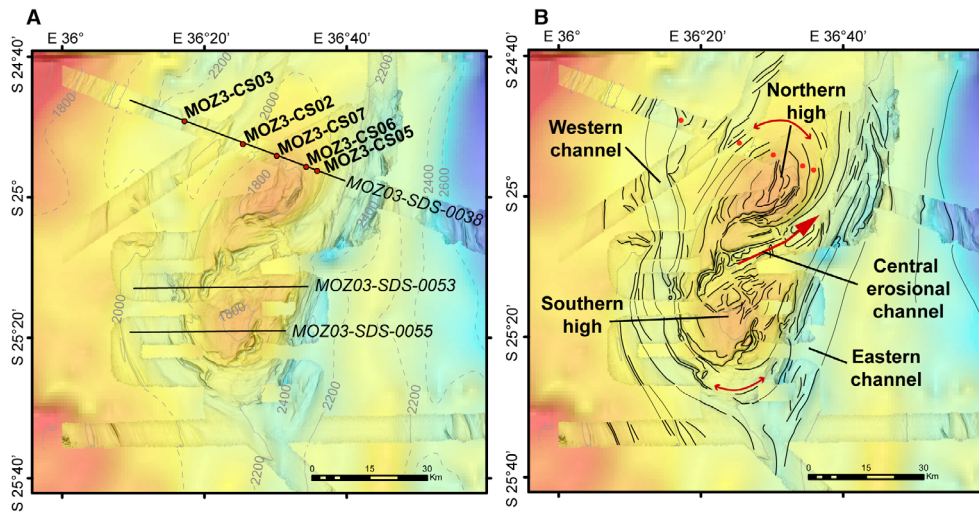 A
E 36°
E 36°20'
E 36°40'
S 24°40'
S 25°
S 25°20'
S 25°40'
2200
2200
1800
2000
MOZ3-CS03
MOZ3-CS02
MOZ3-CS07
MOZ3-CS06
MOZ3-CS05
MOZ03-SDS-0038
1800
2400
2600
2400
MOZ03-SDS-0053
2000
1800
MOZ03-SDS-0055
2400
2200
2200
2200
0 15 30
Km
B
E 36°
E 36°20'
E 36°40'
S 24°40'
S 25°
S 25°20'
S 25°40'
Northern
high
Western
channel
Central
erosional
channel
Southern
high
Eastern
channel
0 15 30
Km